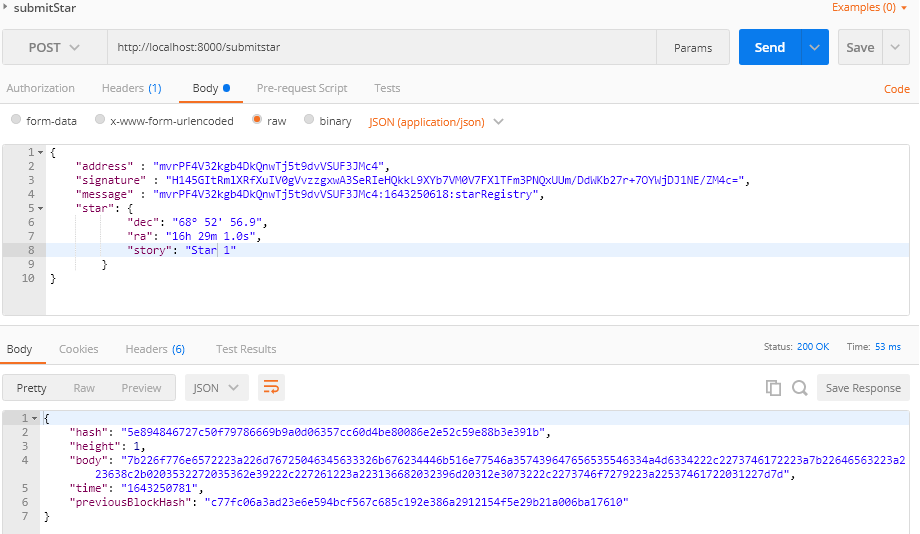 submitStar
Examples (0)
POST
http://localhost:8000/submitstar
Params
Send
Save
Authorization
Headers (1)
Body
Pre-request Script
Tests
Code
form-data
x-www-form-urlencoded
raw
binary
JSON (application/json)
1 {
2 "address" : "mvrPF4V32kgb4DkQnwTj5t9dvVSUF3JMc4",
3 "signature" : "H145GItRmlXRfXuIV0gVvzzgxwA3SeRIeHQkkL9XYb7VM0V7FXlTFm3PNQxUUm/DdWKb27r+7OYWjDJ1NE/ZM4c=",
4 "message" : "mvrPF4V32kgb4DkQnwTj5t9dvVSUF3JMc4:1643250618:starRegistry",
5 "star": {
6 "dec": "68° 52' 56.9",
7 "ra": "16h 29m 1.0s",
8 "story": "Star 1"
9 }
10 }
Body
Cookies
Headers (6)
Test Results
Status: 200 OK
Time: 53 ms
Pretty
Raw
Preview
JSON
Save Response
1 {
2 "hash": "5e894846727c50f79786669b9a0d06357cc60d4be80086e2e52c59e88b3e391b",
3 "height": 1,
4 "body": "7b226f776e6572223a226d76725046345633326b676234446b516e77546a357439647656535546334a4d6334222c2273746172223a7b22646563223a2
23638c2b0203532272035362e39222c227261223a223136682032396d20312e3073222c2273746f7279223a22537461722031227d7d",
5 "time": "1643250781",
6 "previousBlockHash": "c77fc06a3ad23e6e594bcf567c685c192e386a2912154f5e29b21a006ba17610"
7 }